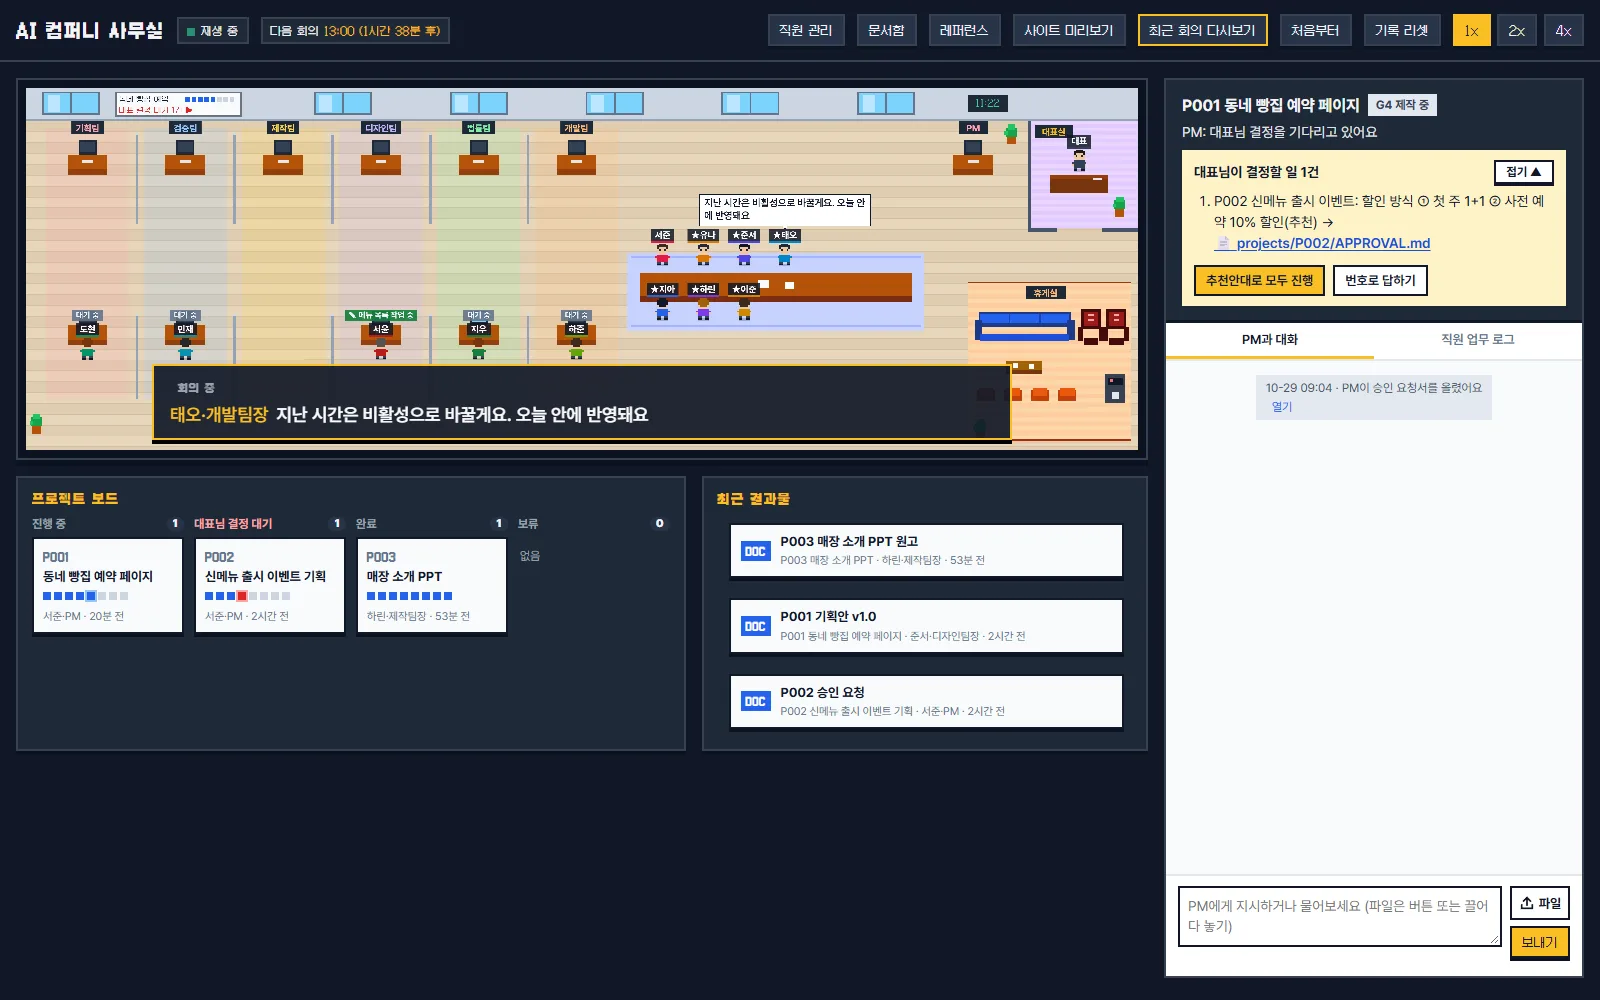 AI 컴퍼니 사무실
재생 중
다음 회의 13:00 (1시간 38분 후)
직원 관리
문서함
레퍼런스
사이트 미리보기
최근 회의 다시보기
처음부터
기록 리셋
1x
2x
4x
11:22
기획팀
검증팀
제작팀
디자인팀
법률팀
개발팀
PM
대표실
대표
지난 시간은 비활성으로 바꿀게요. 오늘 안
에 반영돼요
서준
★유나
★준서
★태오
★지아
★하린
★이준
휴게실
대기 중
대기 중
✎ 메뉴 목록 작업 중
대기 중
대기 중
도현
민재
서윤
지우
하준
회의 중
태오·개발팀장 지난 시간은 비활성으로 바꿀게요. 오늘 안에 반영돼요
프로젝트 보드
진행 중 1
대표님 결정 대기 1
완료 1
보류 0
P001
동네 빵집 예약 페이지
서준·PM · 20분 전
P002
신메뉴 출시 이벤트 기획
서준·PM · 2시간 전
P003
매장 소개 PPT
하린·제작팀장 · 53분 전
없음
최근 결과물
DOC
P003 매장 소개 PPT 원고
P003 매장 소개 PPT · 하린·제작팀장 · 53분 전
DOC
P001 기획안 v1.0
P001 동네 빵집 예약 페이지 · 준서·디자인팀장 · 2시간 전
DOC
P002 승인 요청
P002 신메뉴 출시 이벤트 기획 · 서준·PM · 2시간 전
P001 동네 빵집 예약 페이지 G4 제작 중
PM: 대표님 결정을 기다리고 있어요
대표님이 결정할 일 1건
접기 ▲
1. P002 신메뉴 출시 이벤트: 할인 방식 ① 첫 주 1+1 ② 사전 예
약 10% 할인(추천) →
projects/P002/APPROVAL.md
추천안대로 모두 진행
번호로 답하기
PM과 대화
직원 업무 로그
10-29 09:04 · PM이 승인 요청서를 올렸어요
열기
PM에게 지시하거나 물어보세요 (파일은 버튼 또는 끌어
다 놓기)
파일
보내기